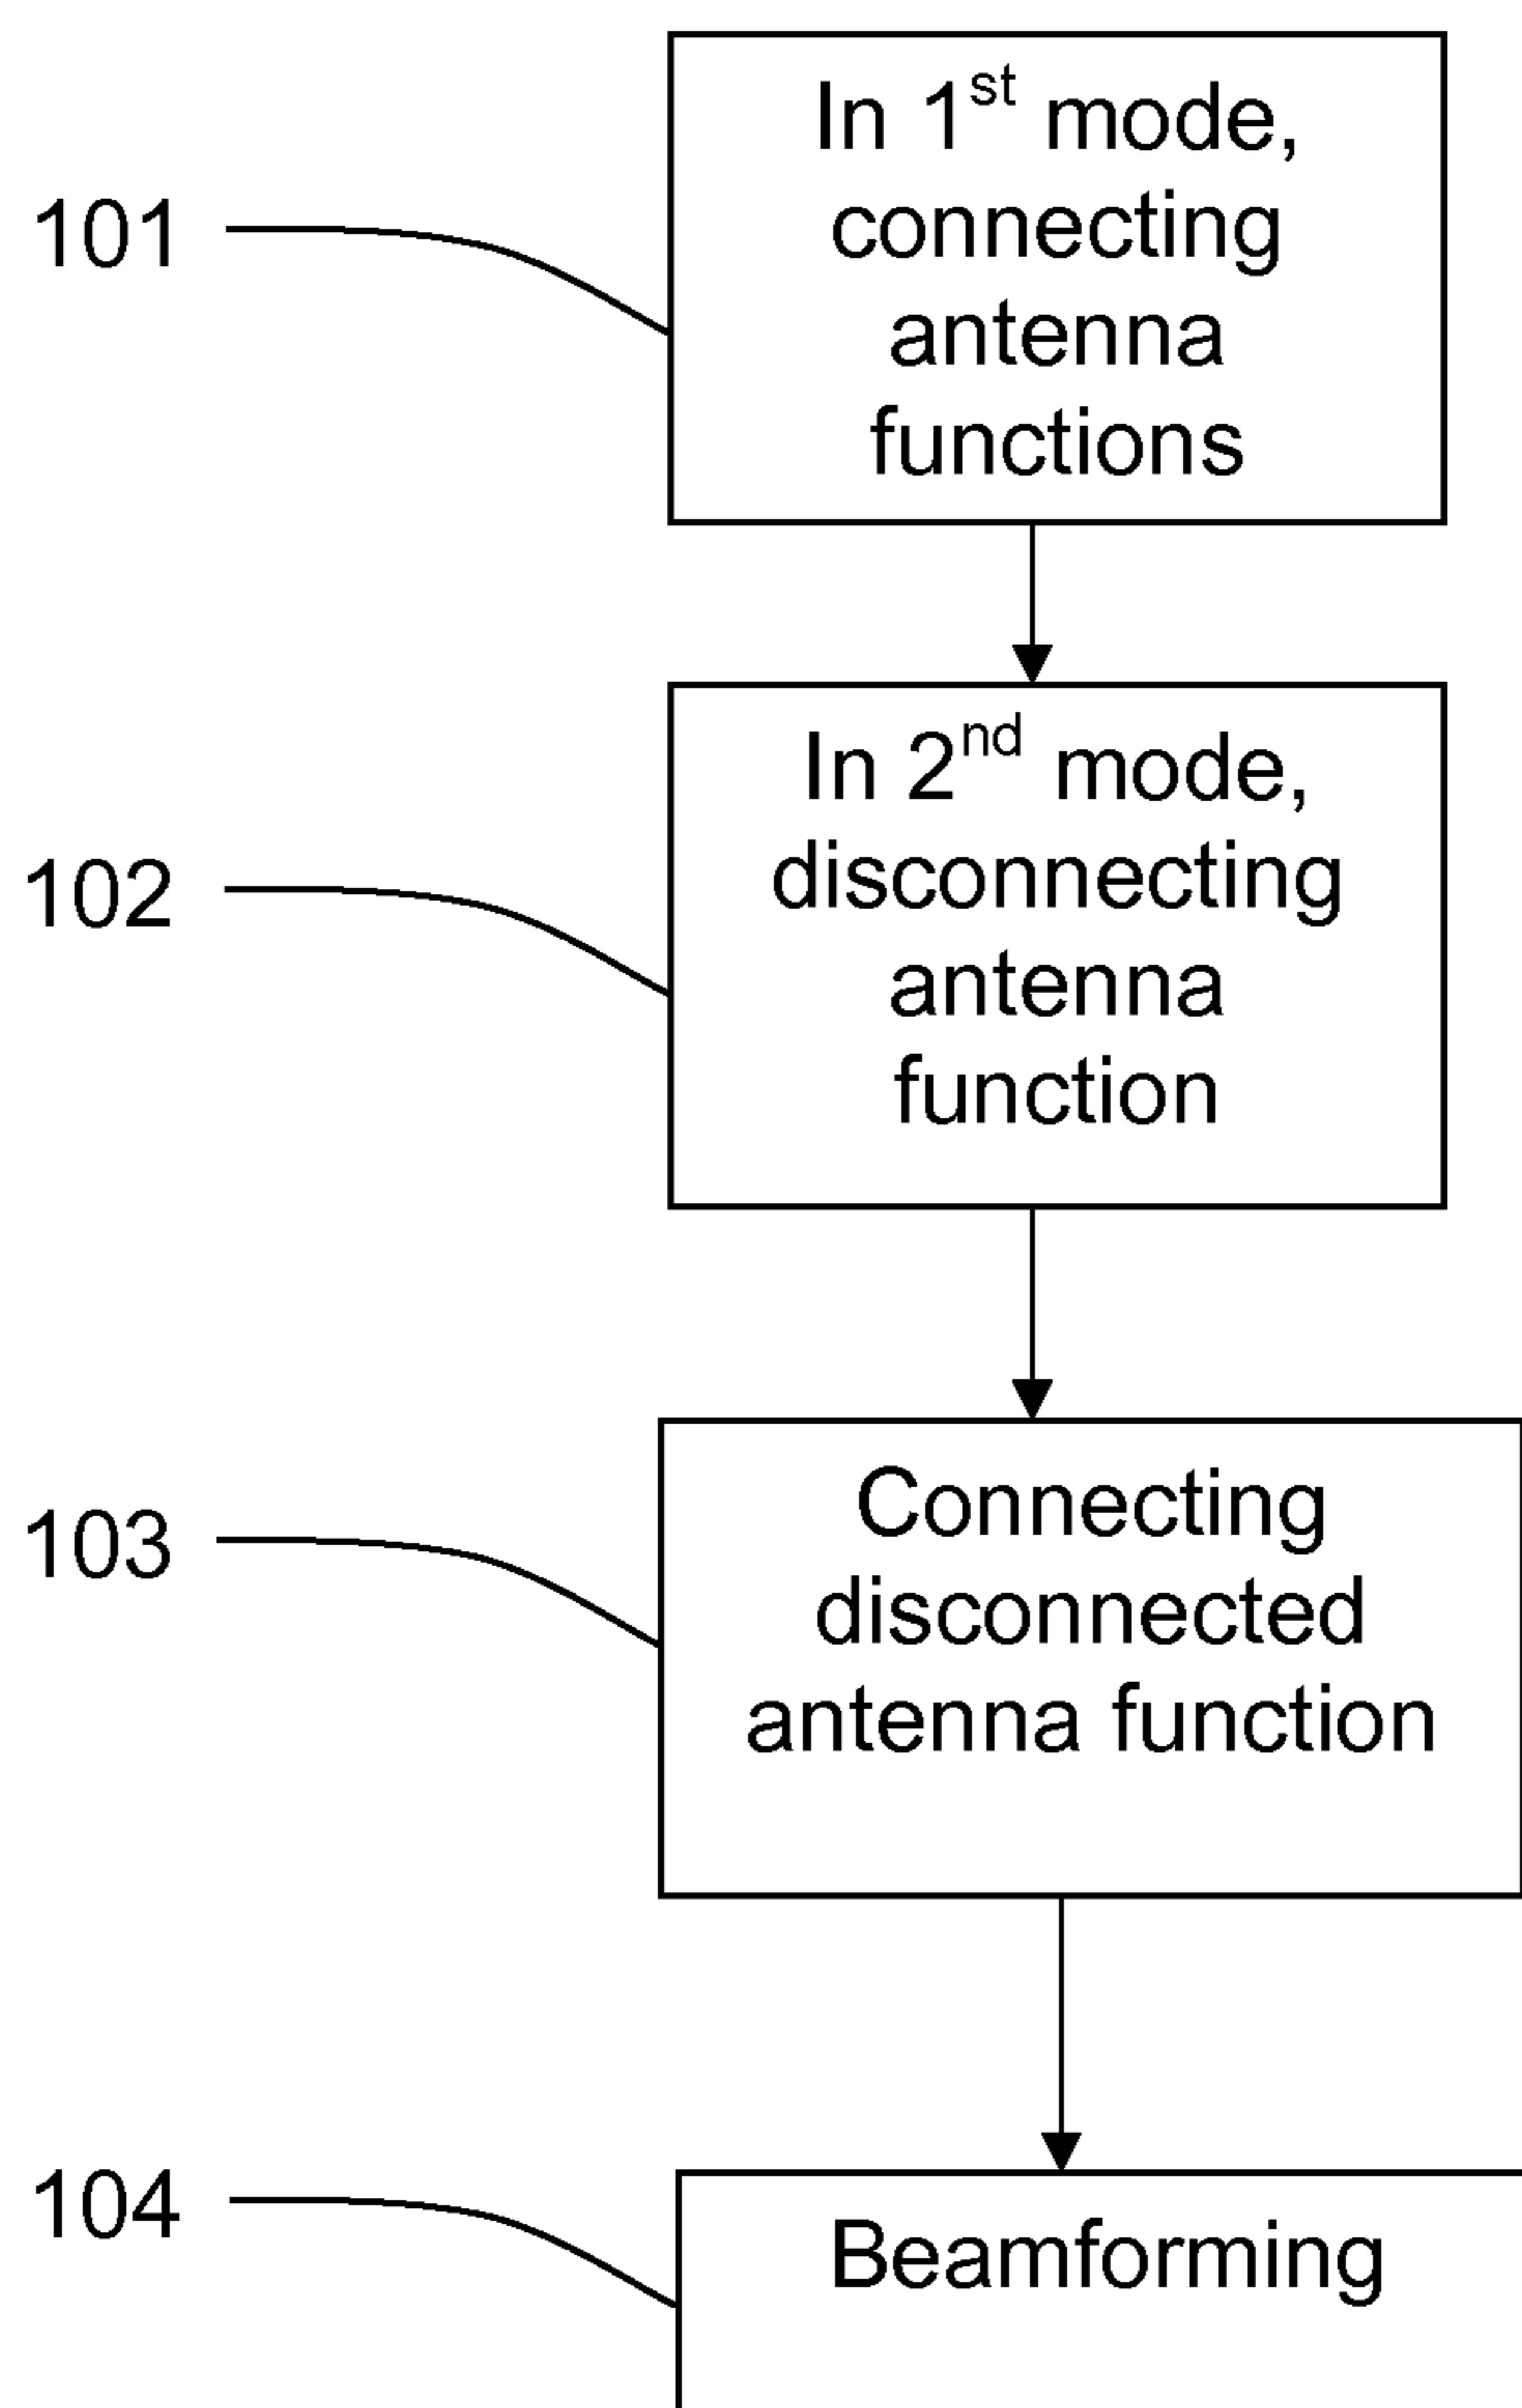 101
In 1st mode,
connecting
antenna
functions
102
In 2nd mode,
disconnecting
antenna
function
103
Connecting
disconnected
antenna function
104
Beamforming